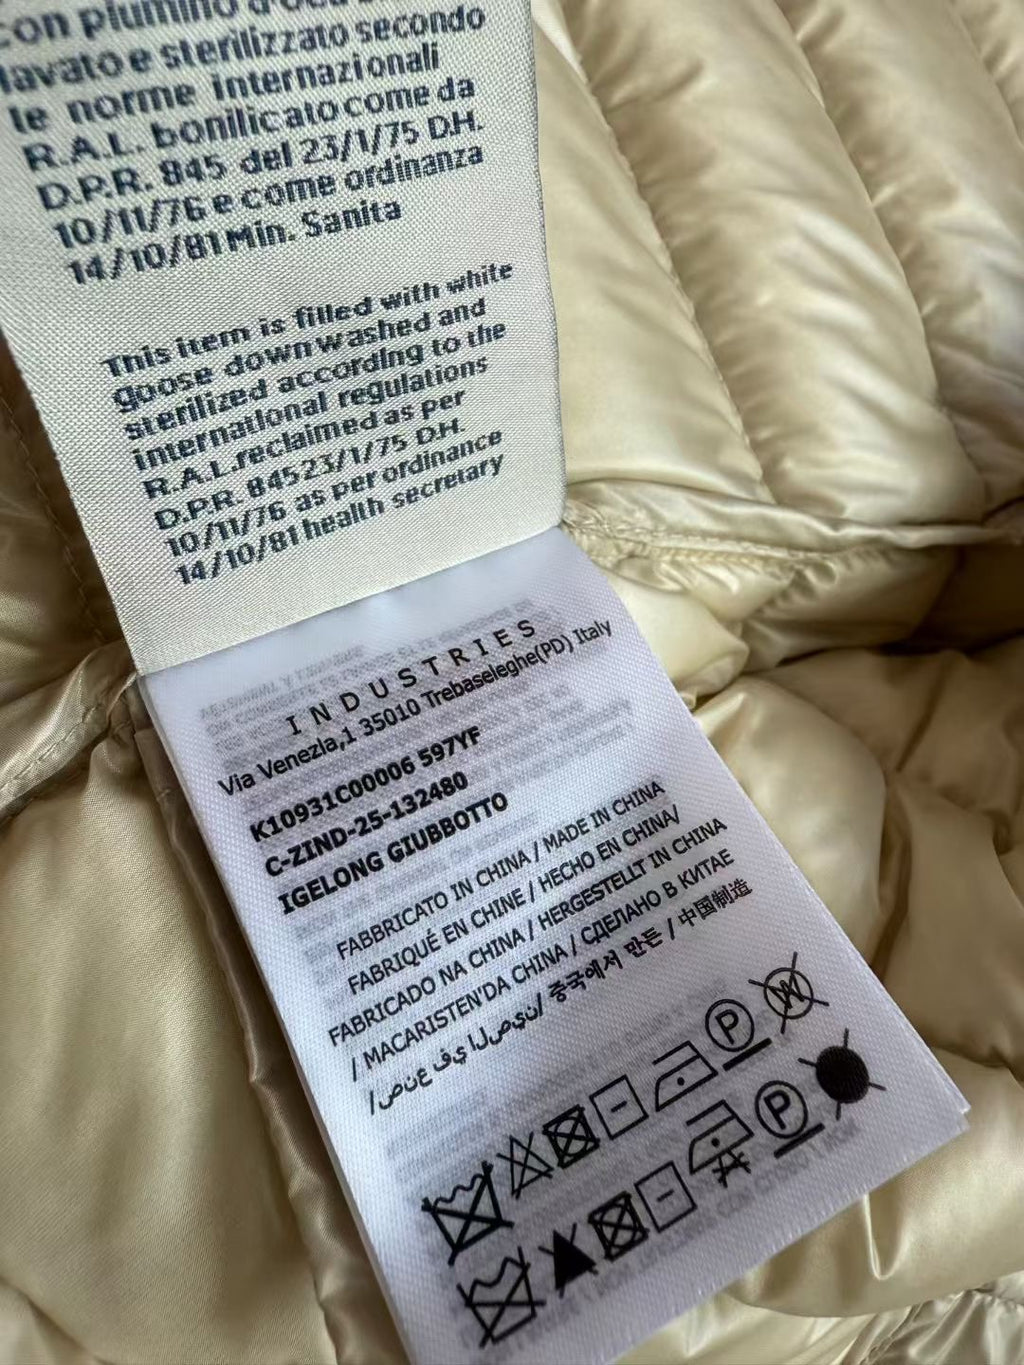 con piumino d'oca
lavato e sterilizzato secondo
le norme internazionali
R.A.L. bonilicato come da
D.P.R. 845 del 23/1/75 D.H.
10/11/76 e come ordinanza
14/10/81 Min. Sanita
This item is filled with white
goose down washed and
sterilized according to the
international regulations
R.A.L.reclaimed as per
D.P.R. 84523/1/75 D.H.
10/11/76 as per ordinance
14/10/81 health secretary
INDUSTRIES
Via Venezia,1 35010 Trebaseleghe(PD) Italy
K10931C00006 597YF
C-ZIND-25-132480
IGELONG GIUBBOTTO
FABBRICATO IN CHINA / MADE IN CHINA
FABRIQUÉ EN CHINE / HECHO EN CHINA/
FABRICADO NA CHINA / HERGESTELLT IN CHINA
/ MACARISTEN'DA CHINA / СДЕЛАНО В КИТАЕ
/صنع في الصين/ 중국에서 만든 / 中国制造
P
W
P